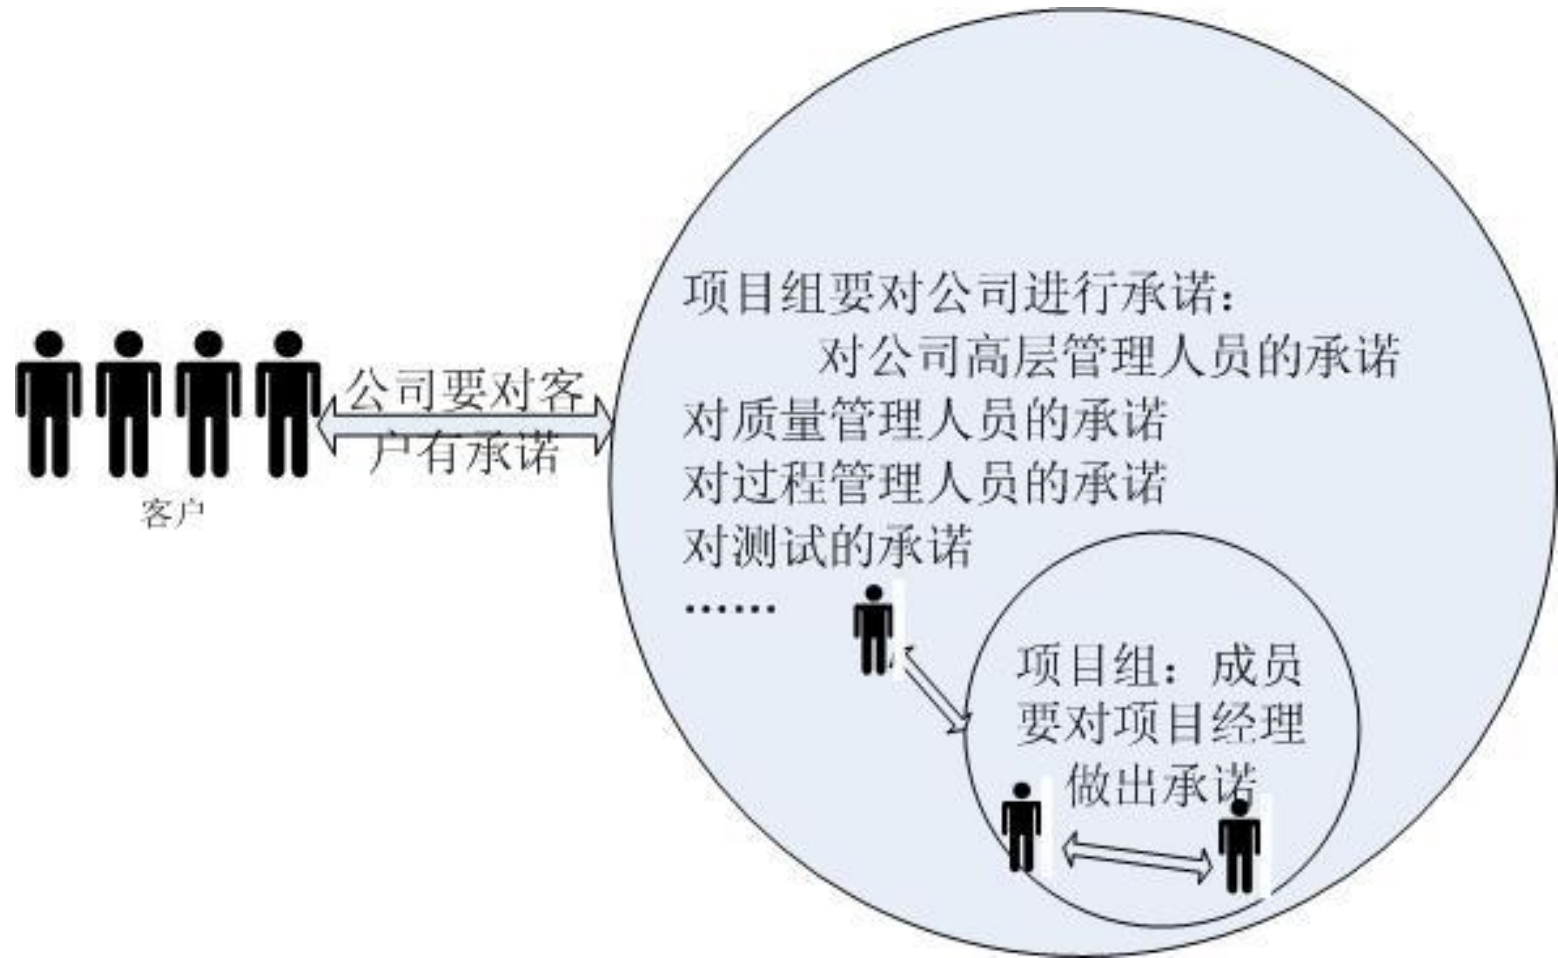 公司要对客
户有承诺
客户
项目组要对公司进行承诺：
对公司高层管理人员的承诺
对质量管理人员的承诺
对过程管理人员的承诺
对测试的承诺
……
项目组：成员
要对项目经理
做出承诺